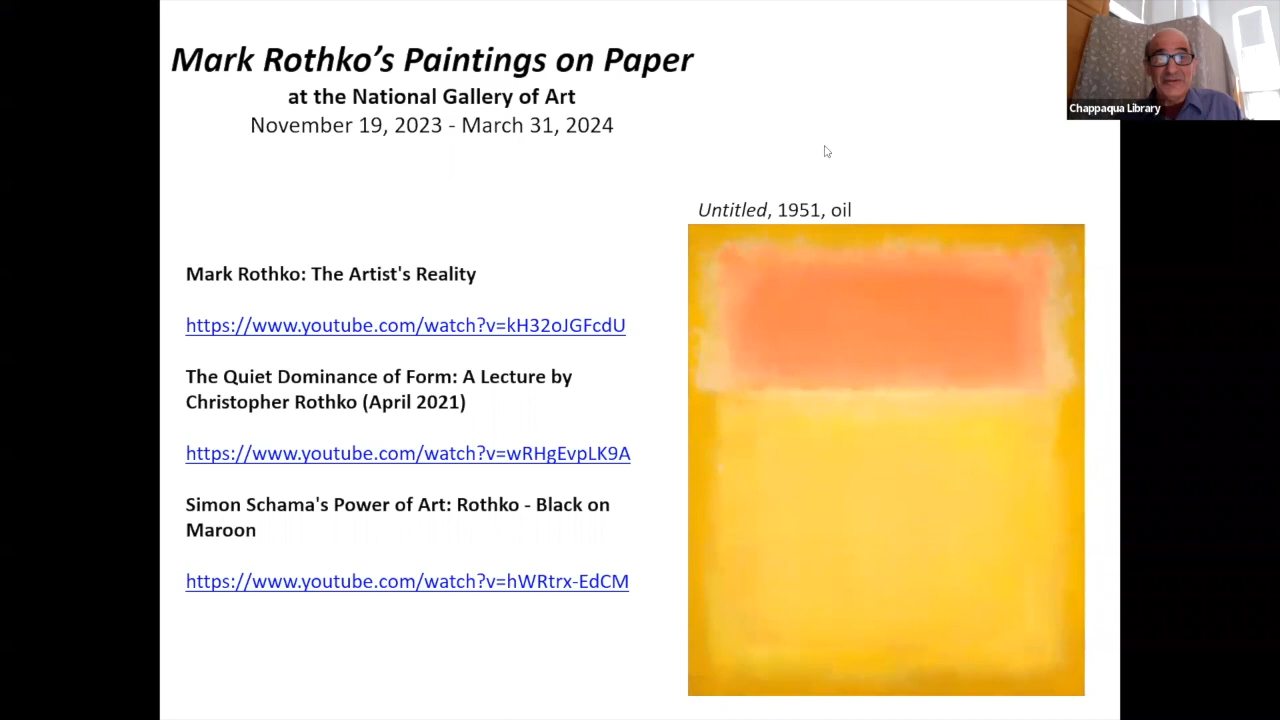 Mark Rothko's Paintings on Paper
at the National Gallery of Art
November 19, 2023 - March 31, 2024
Chappaqua Library
Untitled, 1951, oil
Mark Rothko: The Artist's Reality
https://www.youtube.com/watch?v=kH32oJGFcdU
The Quiet Dominance of Form: A Lecture by
Christopher Rothko (April 2021)
https://www.youtube.com/watch?v=wRHgEvpLK9A
Simon Schama's Power of Art: Rothko - Black on
Maroon
https://www.youtube.com/watch?v=hWRtrx-EdCM